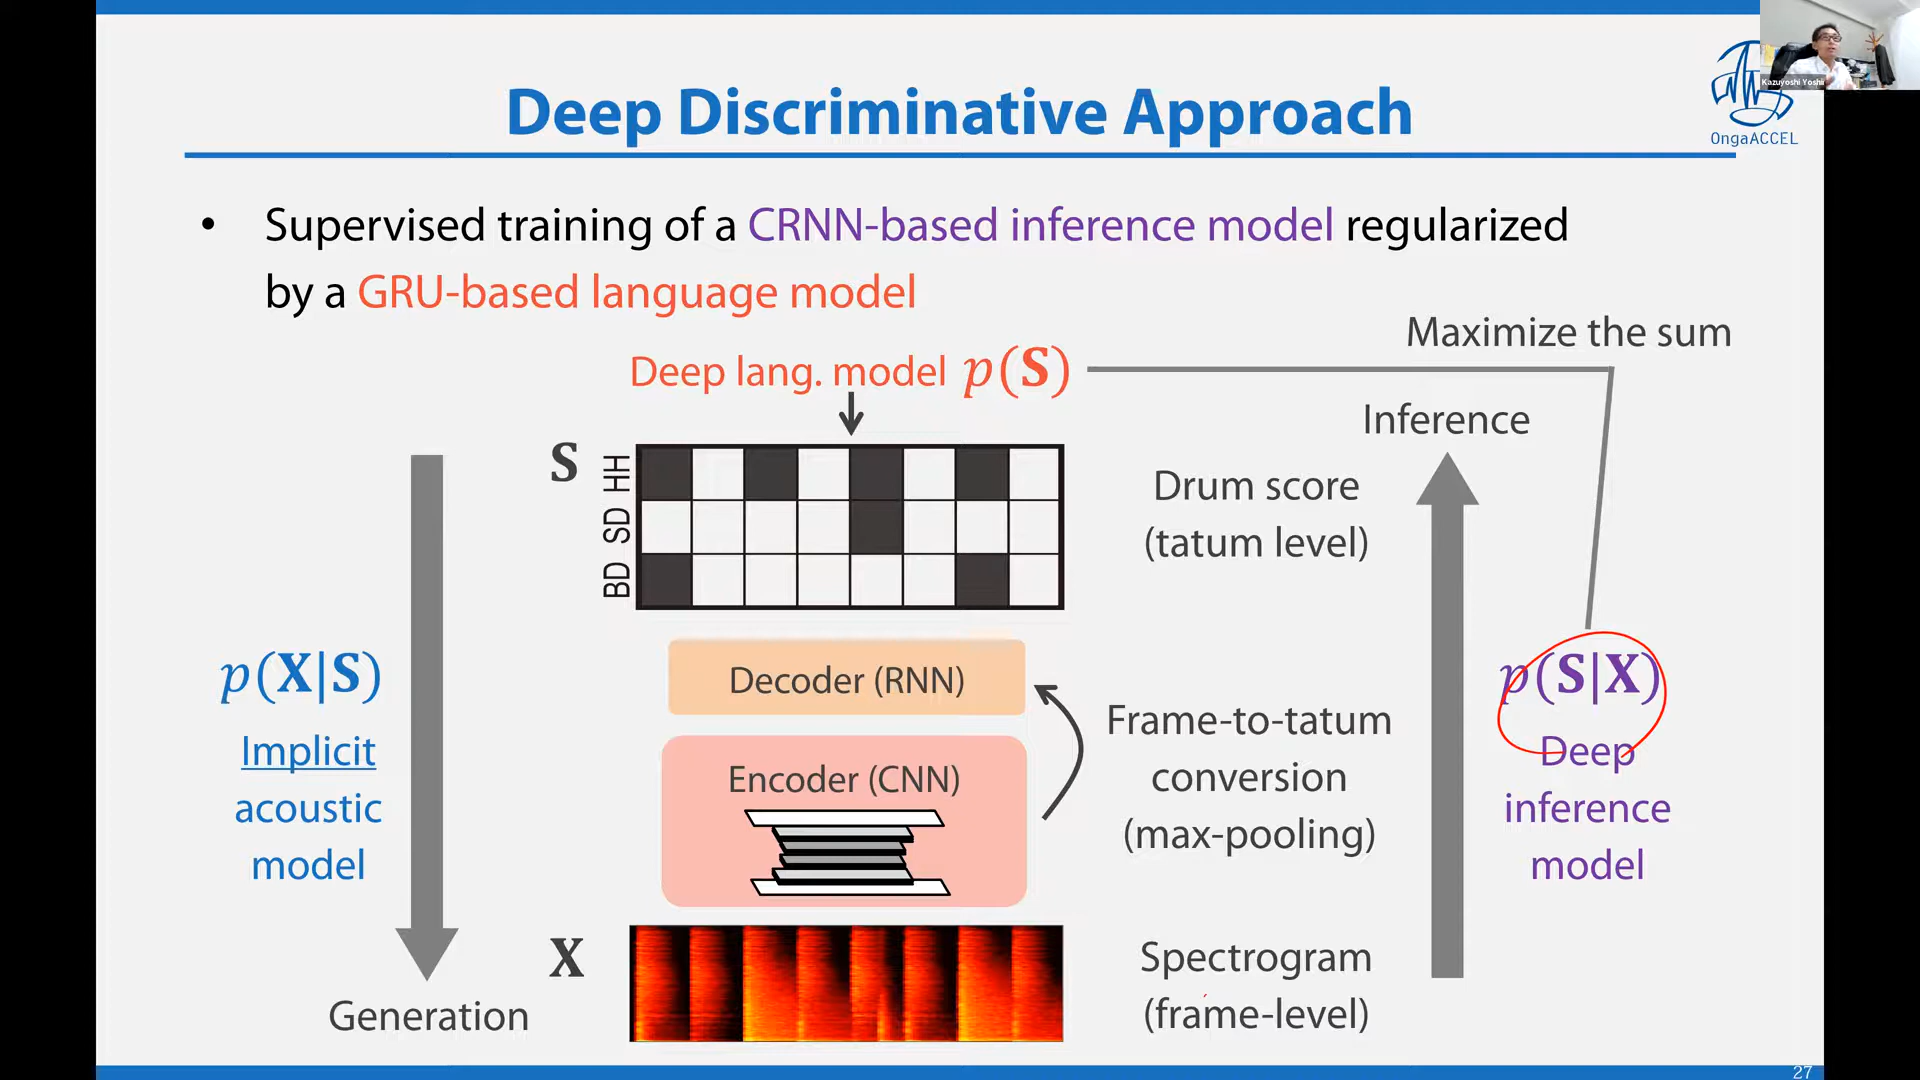 Kazuyoshi Yoshii
Deep Discriminative Approach
OngaACCEL
• Supervised training of a CRNN-based inference model regularized
by a GRU-based language model
Maximize the sum
Deep lang. model p(S)
Inference
S
HH
SD
BD
Drum score
(tatum level)
p(X|S)
Implicit
acoustic
model
Decoder (RNN)
Encoder (CNN)
Frame-to-tatum
conversion
(max-pooling)
p(S|X)
Deep
inference
model
X
Spectrogram
(frame-level)
Generation
27